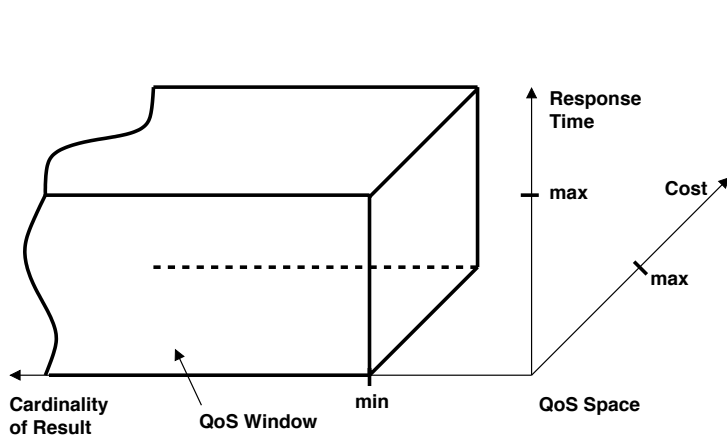 Response
Time
max
Cost
max
min
Cardinality
of Result
QoS Window
QoS Space